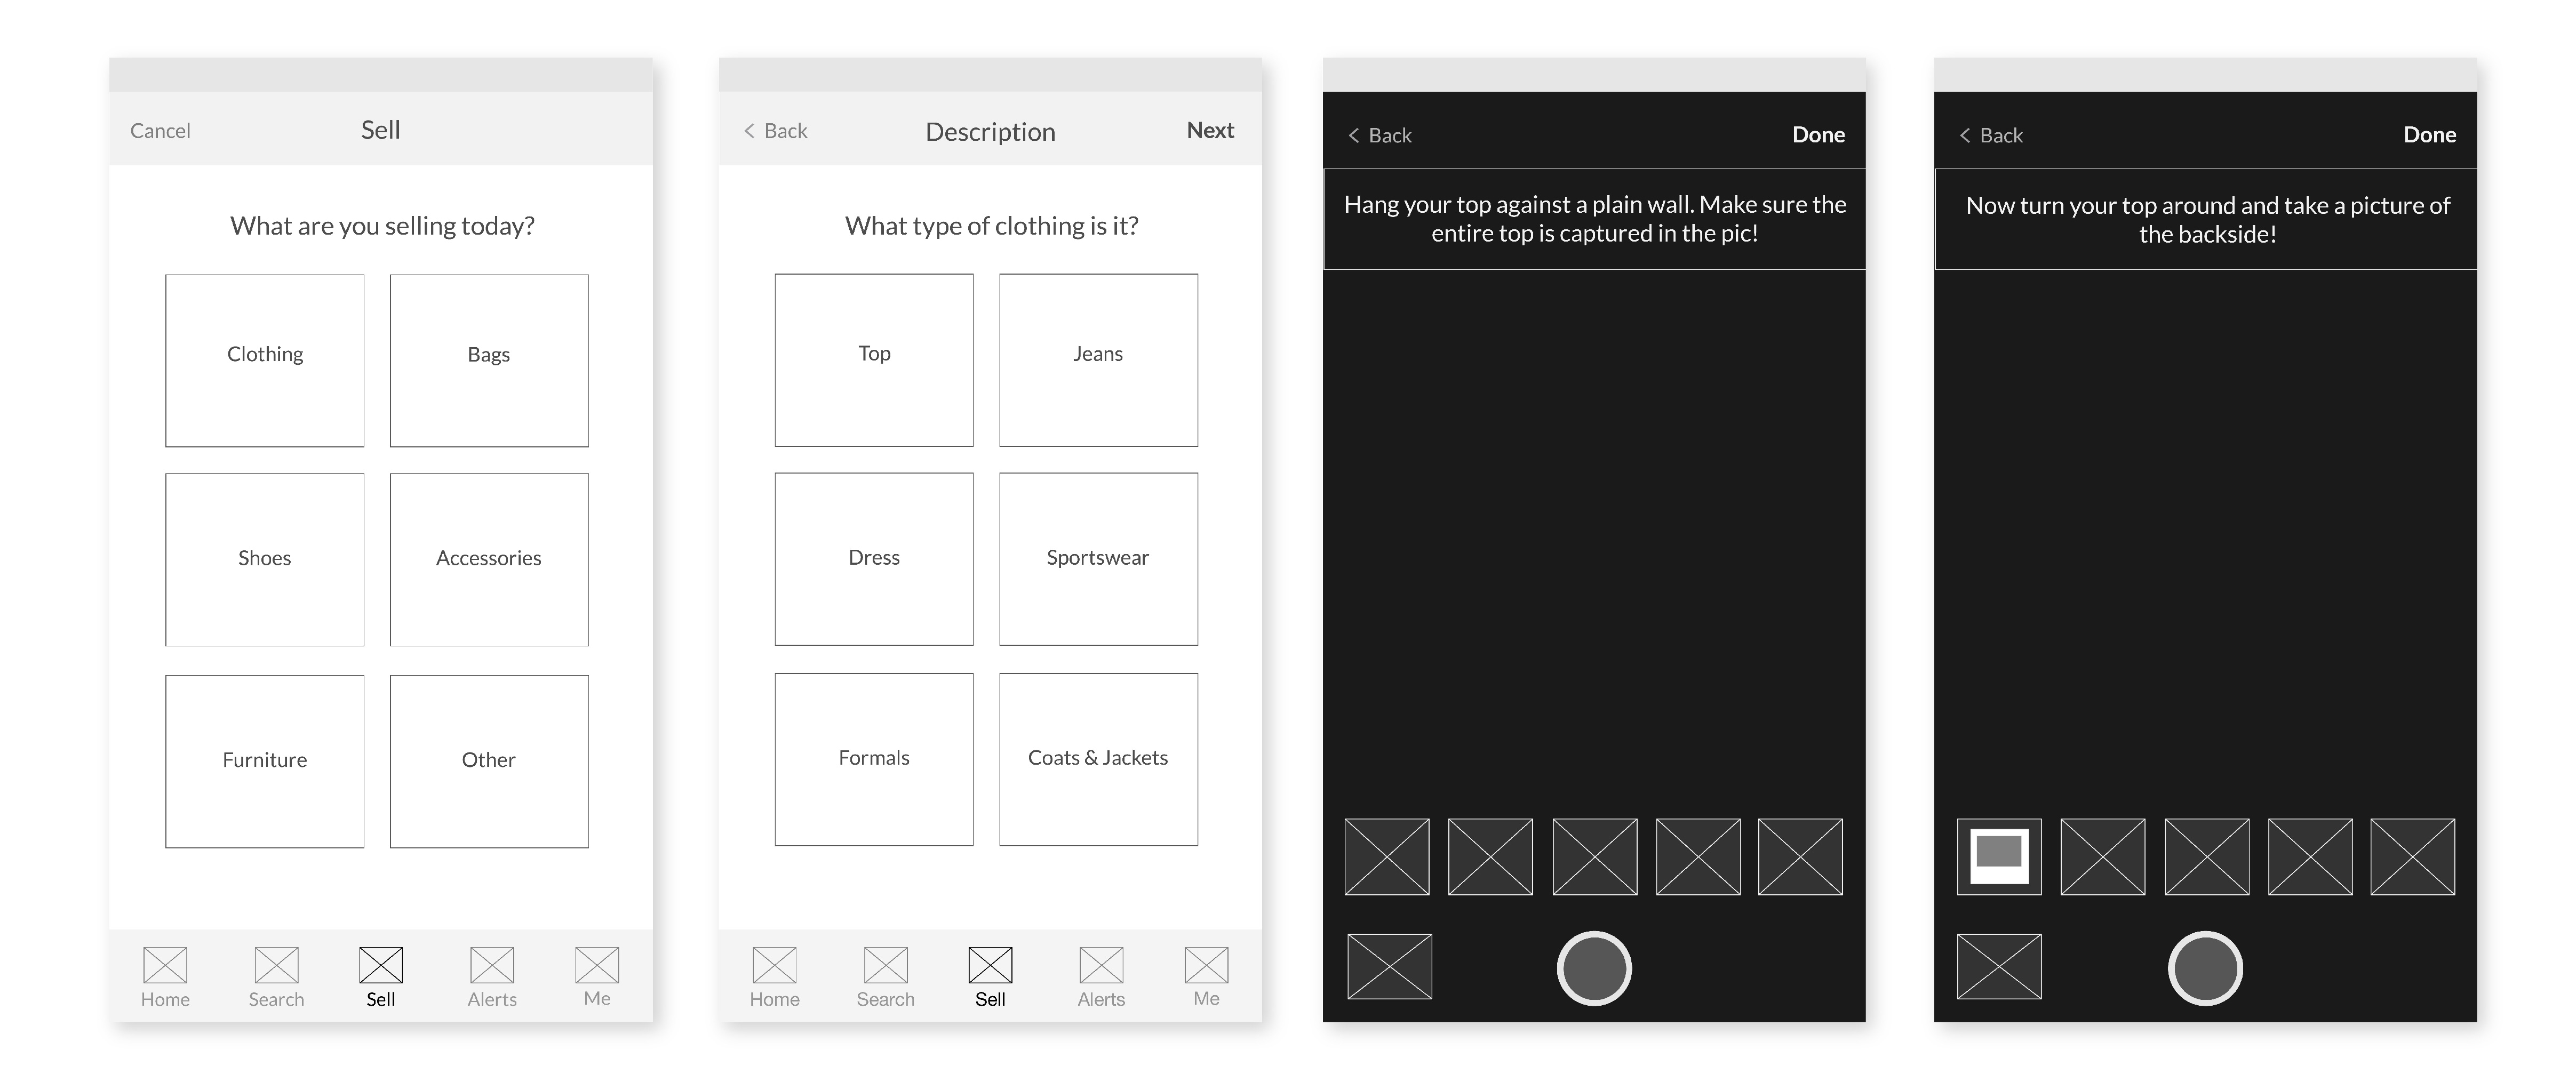 Cancel
Sell
What are you selling today?
Clothing
Bags
Shoes
Accessories
Furniture
Other
Home
Search
Sell
Alerts
Me
< Back
Description
Next
What type of clothing is it?
Top
Jeans
Dress
Sportswear
Formals
Coats & Jackets
Home
Search
Sell
Alerts
Me
< Back
Done
Hang your top against a plain wall. Make sure the
entire top is captured in the pic!
< Back
Done
Now turn your top around and take a picture of
the backside!